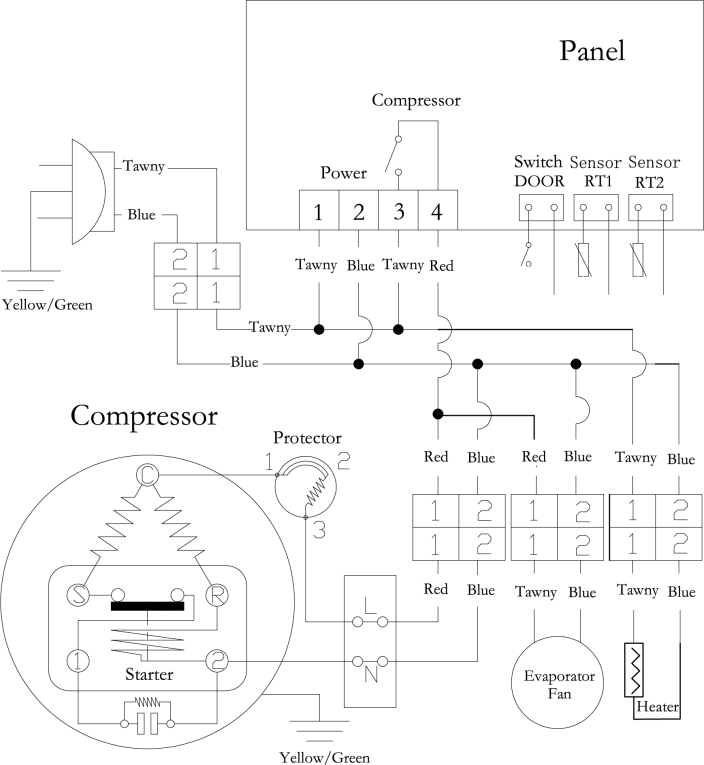 Panel
Compressor
Power
Switch Sensor Sensor
DOOR RT1 RT2
1 2 3 4
Tawny
Blue
2 1
2 1
Yellow/Green
Tawny Blue Tawny Red
Tawny
Blue
Compressor
Protector
1 2
3
C
S R
1 2
Starter
L
N
Yellow/Green
Red Blue Red Blue Tawny Blue
1 2 1 2 1 2
1 2 1 2 1 2
Red Blue Tawny Blue Tawny Blue
Evaporator
Fan
Heater